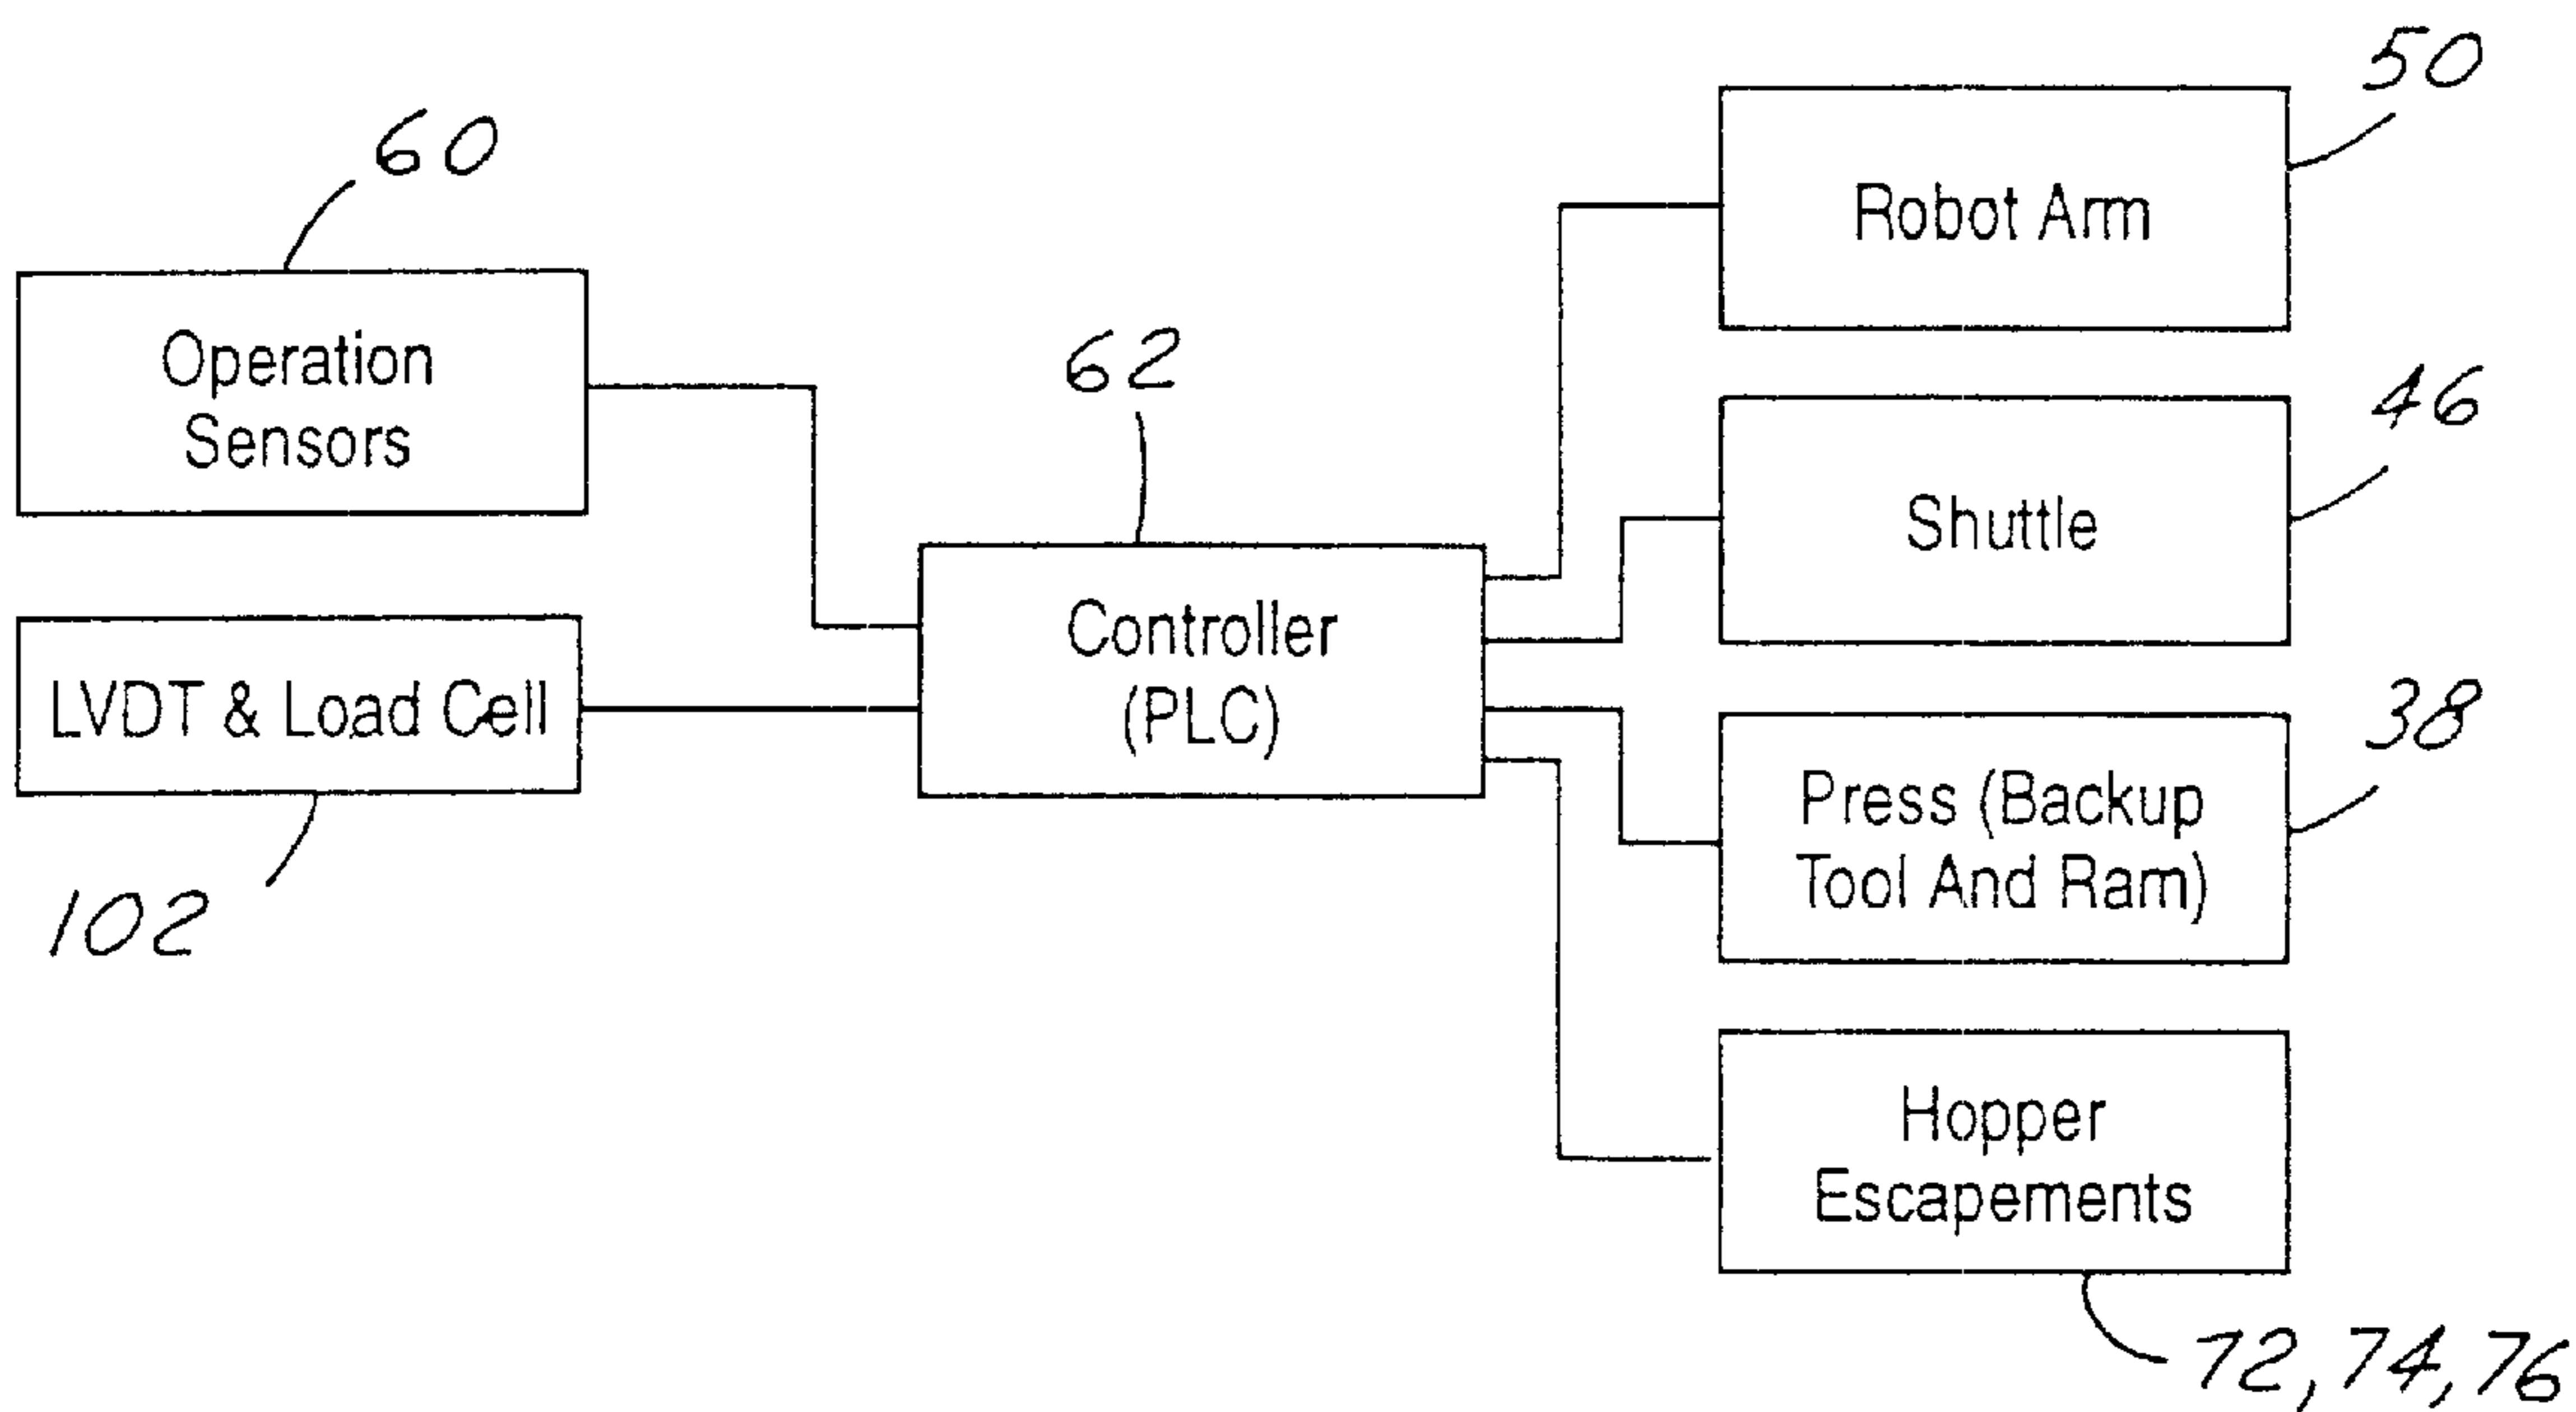 60
Operation
Sensors
LVDT & Load Cell
102
62
Controller
(PLC)
50
Robot Arm
46
Shuttle
38
Press (Backup
Tool And Ram)
Hopper
Escapements
72, 74, 76